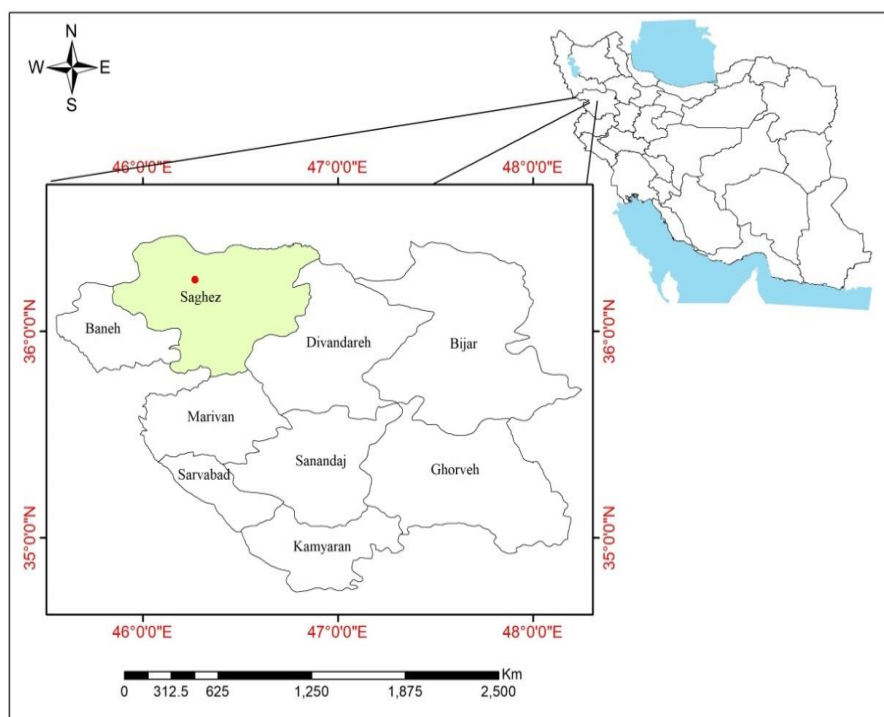 N
W E
S
46°0'0"E 47°0'0"E 48°0'0"E
36°0'0"N 36°0'0"N
Saghez
Baneh
Divandareh
Bijar
Marivan
Sanandaj
Ghorveh
Sarvabad
Kamyaran
35°0'0"N 35°0'0"N
46°0'0"E 47°0'0"E 48°0'0"E
Km
0 312.5 625 1,250 1,875 2,500